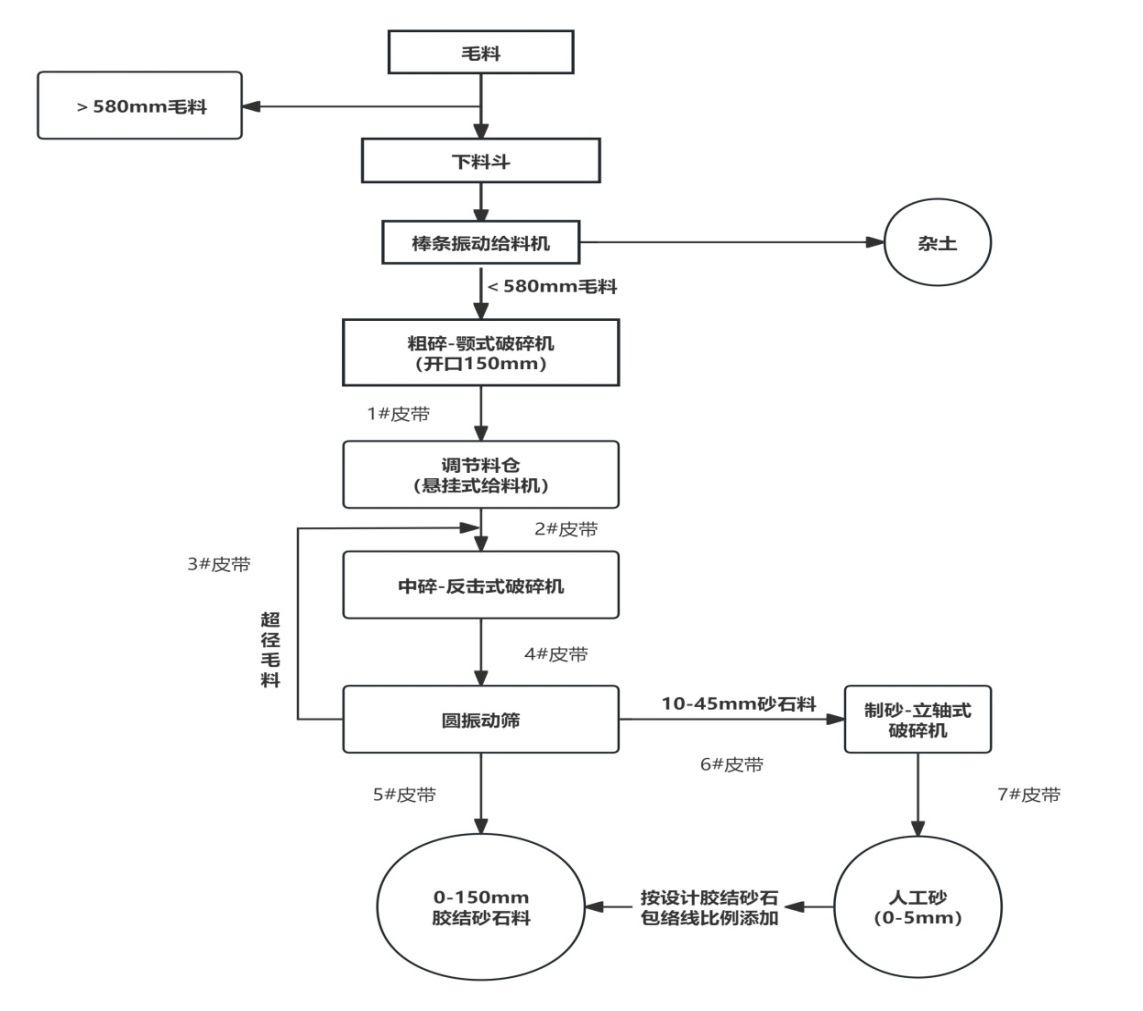 毛料
＞580mm毛料
下料斗
棒条振动给料机
杂土
＜580mm毛料
粗碎-颚式破碎机
（开口150mm）
1#皮带
调节料仓
（悬挂式给料机）
2#皮带
3#皮带
中碎-反击式破碎机
超
径
毛
料
4#皮带
圆振动筛
10-45mm砂石料
制砂-立轴式
破碎机
6#皮带
5#皮带
7#皮带
0-150mm
胶结砂石料
按设计胶结砂石
包络线比例添加
人工砂
（0-5mm）